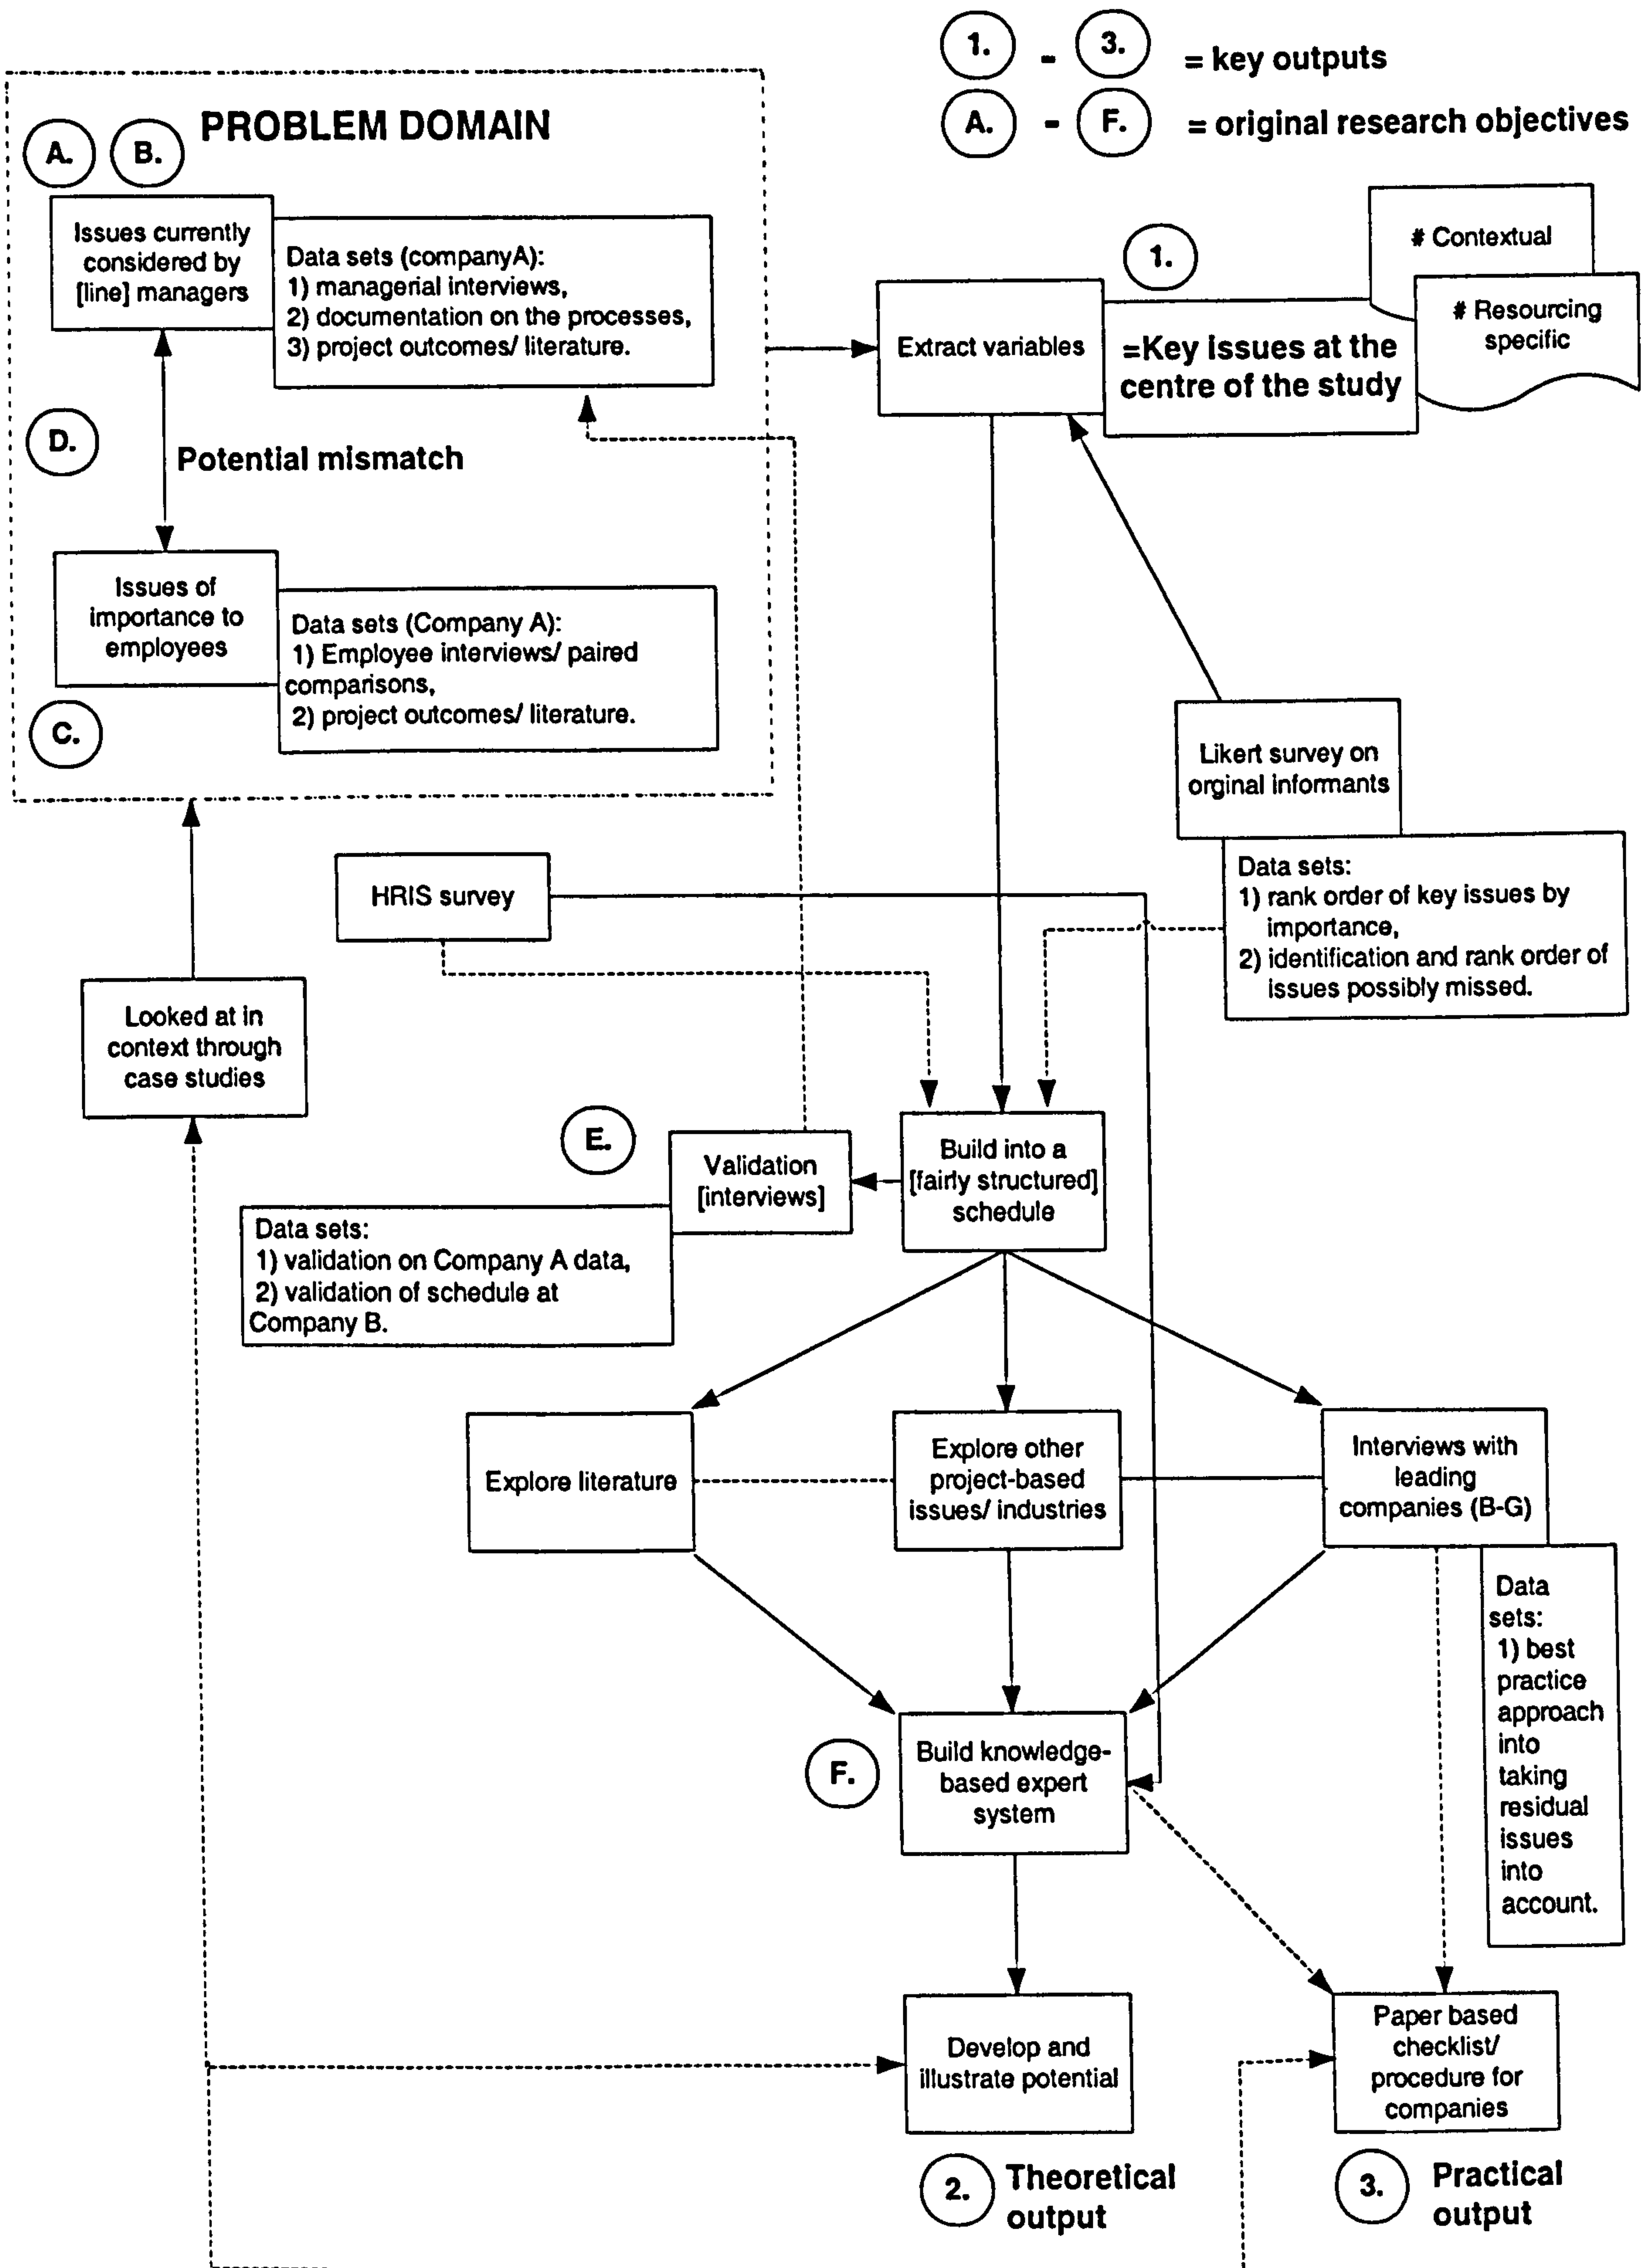 1. - 3. = key outputs
A. - F. = original research objectives
PROBLEM DOMAIN
A. B.
Issues currently
considered by
[line] managers
Data sets (companyA):
1) managerial interviews,
2) documentation on the processes,
3) project outcomes/ literature.
D.
Potential mismatch
Issues of
importance to
employees
Data sets (Company A):
1) Employee interviews/ paired
comparisons,
2) project outcomes/ literature.
C.
Extract variables
1.
=Key issues at the
centre of the study
# Contextual
# Resourcing
specific
Likert survey on
orginal informants
Data sets:
1) rank order of key issues by
importance,
2) identification and rank order of
issues possibly missed.
HRIS survey
Looked at in
context through
case studies
E.
Validation
[interviews]
Data sets:
1) validation on Company A data,
2) validation of schedule at
Company B.
Build into a
[fairly structured]
schedule
Explore literature
Explore other
project-based
issues/ industries
Interviews with
leading
companies (B-G)
Data
sets:
1) best
practice
approach
into
taking
residual
issues
into
account.
F.
Build knowledge-
based expert
system
Develop and
illustrate potential
Paper based
checklist/
procedure for
companies
2. Theoretical
output
3. Practical
output